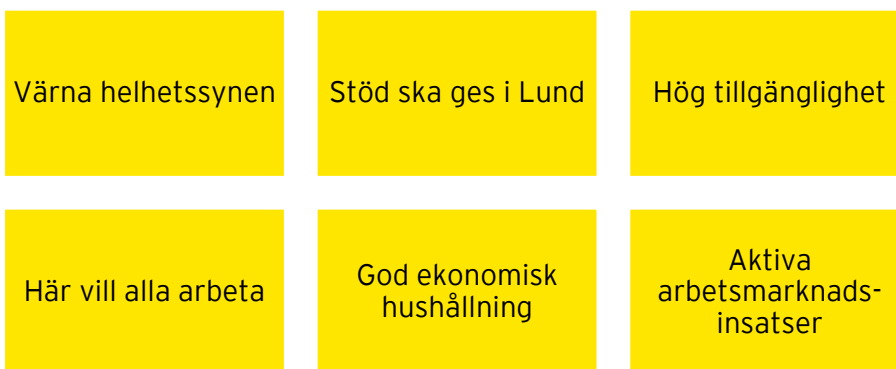 Värna helhetssynen
Stöd ska ges i Lund
Hög tillgänglighet
Här vill alla arbeta
God ekonomisk
hushållning
Aktiva
arbetsmarknads-
insatser